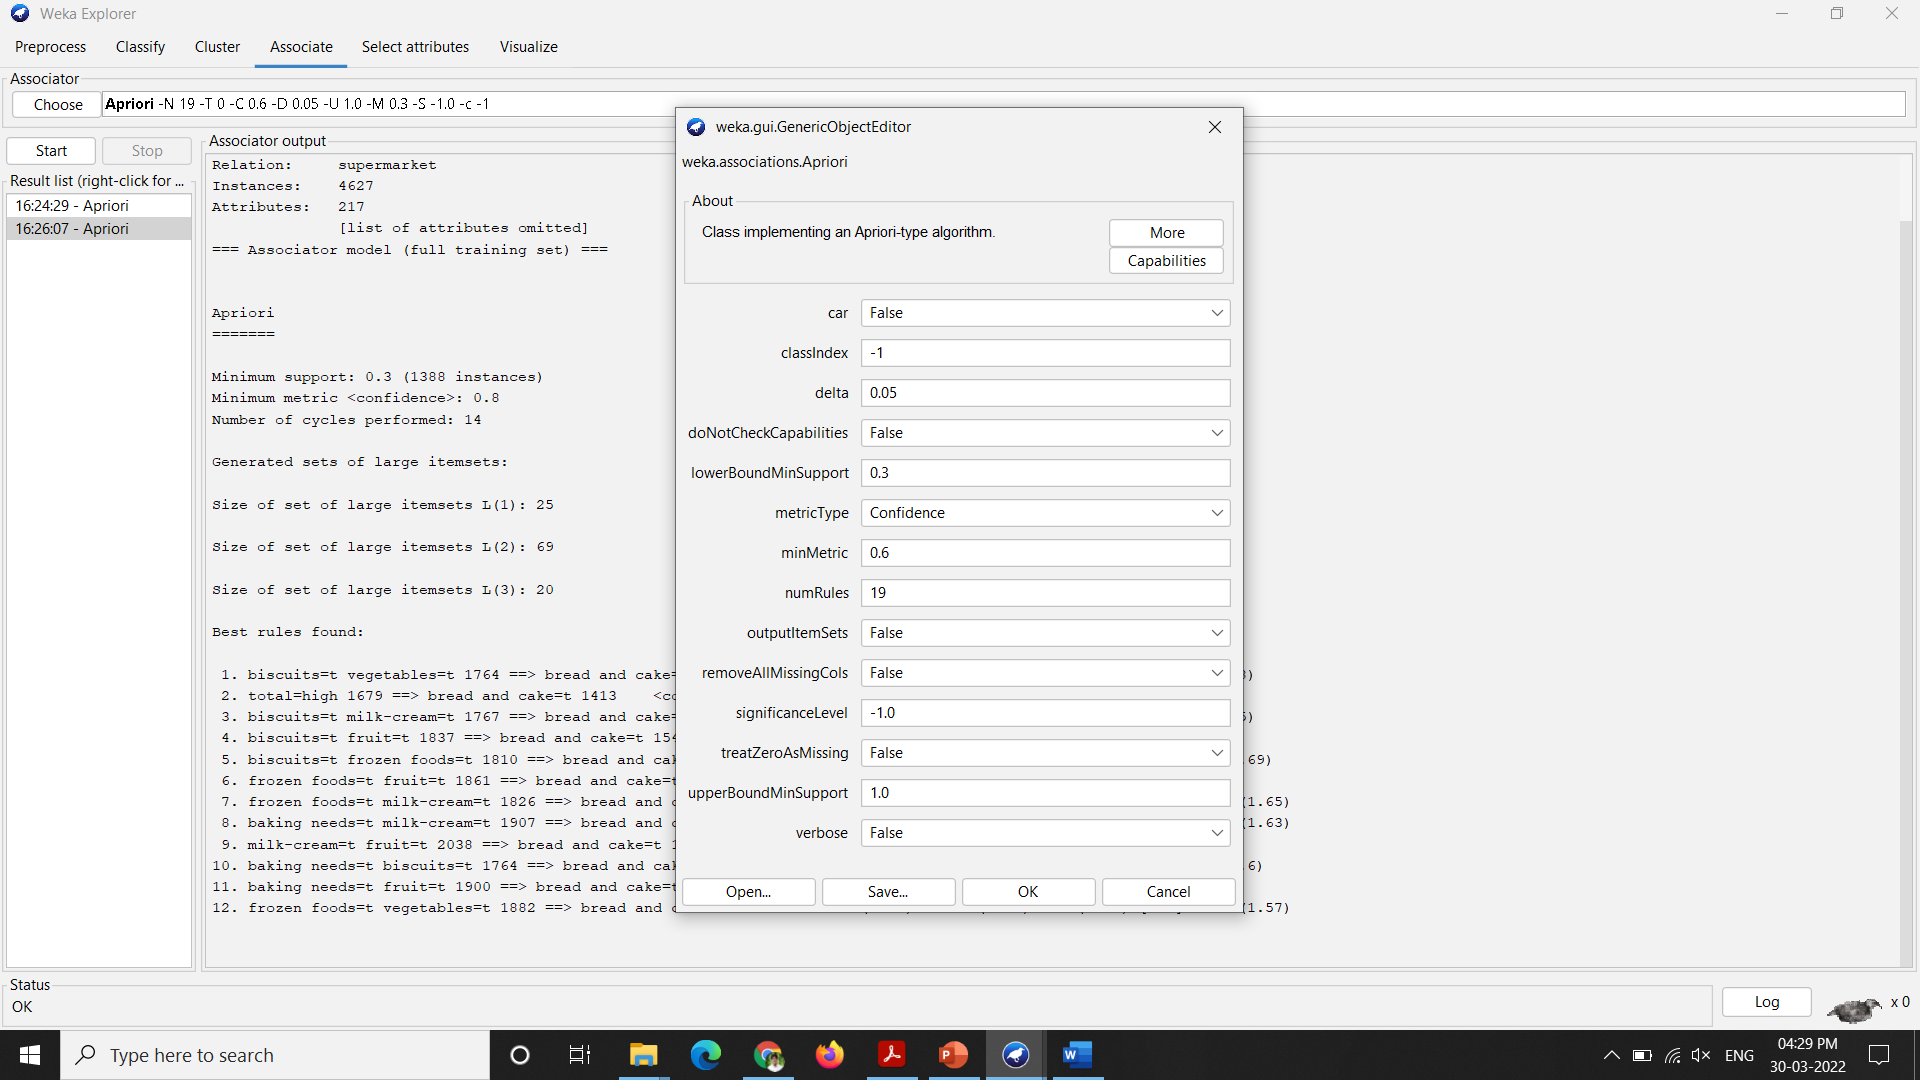 Weka Explorer
Preprocess Classify Cluster Associate Select attributes Visualize
Associator
Choose Apriori -N 19 -T 0 -C 0.6 -D 0.05 -U 1.0 -M 0.3 -S -1.0 -c -1
Start Stop
Result list (right-click for ...
16:24:29 - Apriori
16:26:07 - Apriori
Associator output
Relation: supermarket
Instances: 4627
Attributes: 217
[list of attributes omitted]
=== Associator model (full training set) ===
Apriori
=======
Minimum support: 0.3 (1388 instances)
Minimum metric <confidence>: 0.8
Number of cycles performed: 14
Generated sets of large itemsets:
Size of set of large itemsets L(1): 25
Size of set of large itemsets L(2): 69
Size of set of large itemsets L(3): 20
Best rules found:
1. biscuits=t vegetables=t 1764 ==> bread and cake=
2. total=high 1679 ==> bread and cake=t 1413 <c
3. biscuits=t milk-cream=t 1767 ==> bread and cake=
4. biscuits=t fruit=t 1837 ==> bread and cake=t 154
5. biscuits=t frozen foods=t 1810 ==> bread and cak 69)
6. frozen foods=t fruit=t 1861 ==> bread and cake=t
7. frozen foods=t milk-cream=t 1826 ==> bread and c (1.65)
8. baking needs=t milk-cream=t 1907 ==> bread and c (1.63)
9. milk-cream=t fruit=t 2038 ==> bread and cake=t 1
10. baking needs=t biscuits=t 1764 ==> bread and cak 6)
11. baking needs=t fruit=t 1900 ==> bread and cake=t
12. frozen foods=t vegetables=t 1882 ==> bread and c (1.57)
weka.gui.GenericObjectEditor
weka.associations.Apriori
About
Class implementing an Apriori-type algorithm.
More
Capabilities
car False
classIndex -1
delta 0.05
doNotCheckCapabilities False
lowerBoundMinSupport 0.3
metricType Confidence
minMetric 0.6
numRules 19
outputItemSets False
removeAllMissingCols False
significanceLevel -1.0
treatZeroAsMissing False
upperBoundMinSupport 1.0
verbose False
Open... Save... OK Cancel
Status
OK
Log x 0
Type here to search
ENG
04:29 PM
30-03-2022